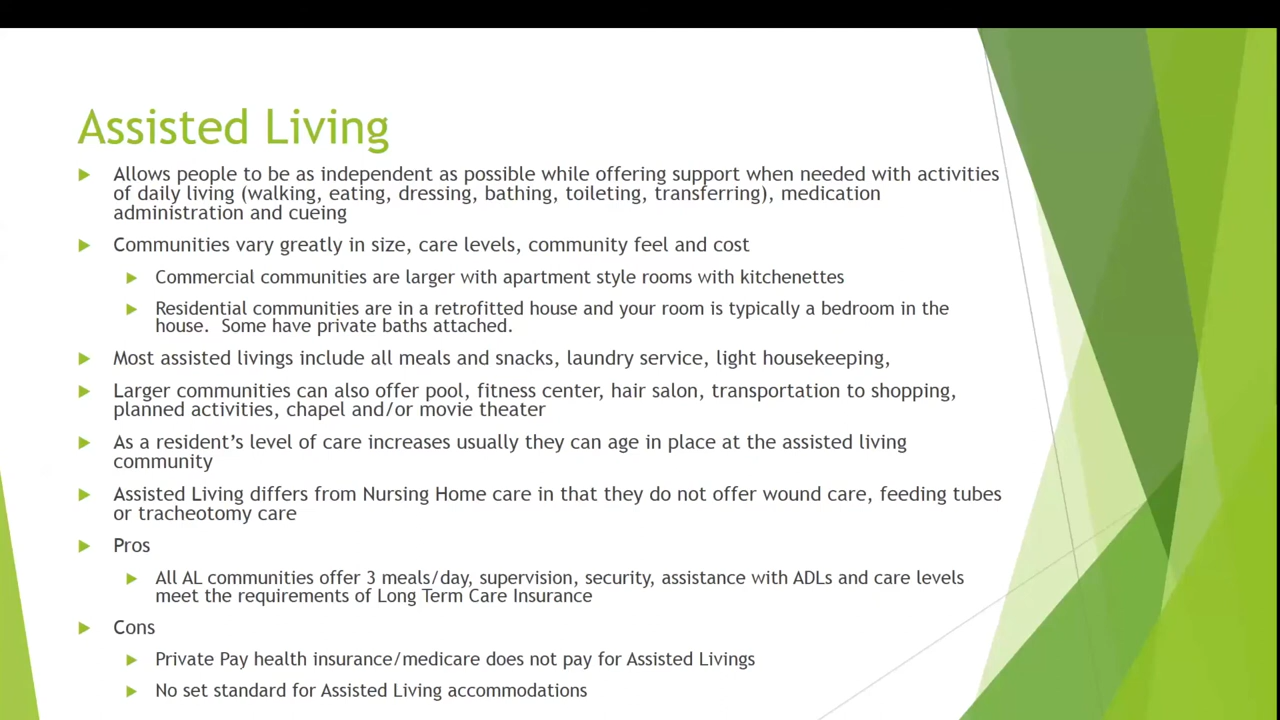 Assisted Living
Allows people to be as independent as possible while offering support when needed with activities
of daily living (walking, eating, dressing, bathing, toileting, transferring), medication
administration and cueing
Communities vary greatly in size, care levels, community feel and cost
Commercial communities are larger with apartment style rooms with kitchenettes
Residential communities are in a retrofitted house and your room is typically a bedroom in the
house.  Some have private baths attached.
Most assisted livings include all meals and snacks, laundry service, light housekeeping,
Larger communities can also offer pool, fitness center, hair salon, transportation to shopping,
planned activities, chapel and/or movie theater
As a resident’s level of care increases usually they can age in place at the assisted living
community
Assisted Living differs from Nursing Home care in that they do not offer wound care, feeding tubes
or tracheotomy care
Pros
All AL communities offer 3 meals/day, supervision, security, assistance with ADLs and care levels
meet the requirements of Long Term Care Insurance
Cons
Private Pay health insurance/medicare does not pay for Assisted Livings
No set standard for Assisted Living accommodations